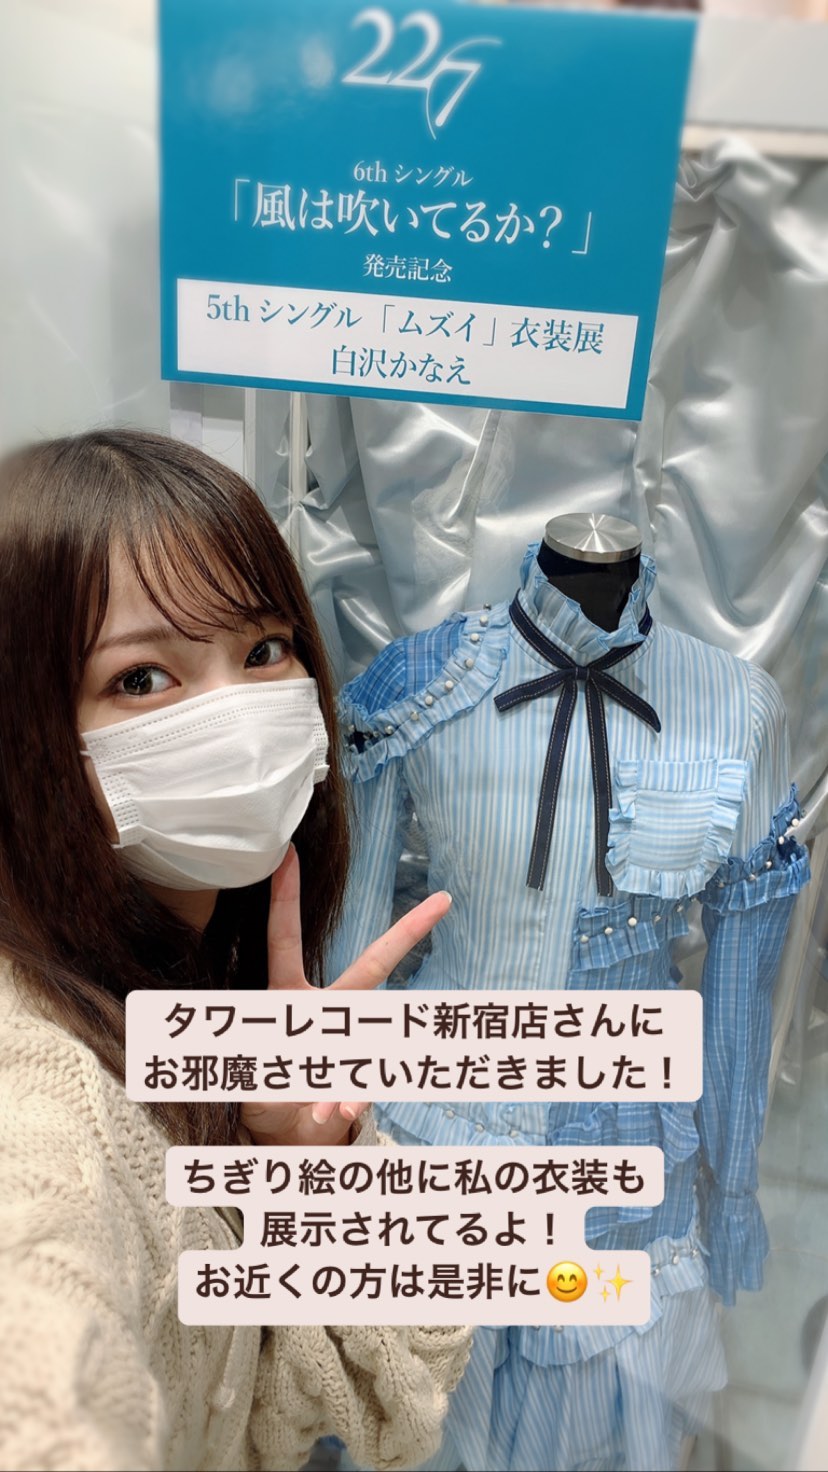 22/7
6th シングル
「風は吹いてるか？」
発売記念
5th シングル「ムズイ」衣装展
白沢かなえ
タワーレコード新宿店さんに
お邪魔させていただきました！
ちぎり絵の他に私の衣装も
展示されてるよ！
お近くの方は是非に😊✨